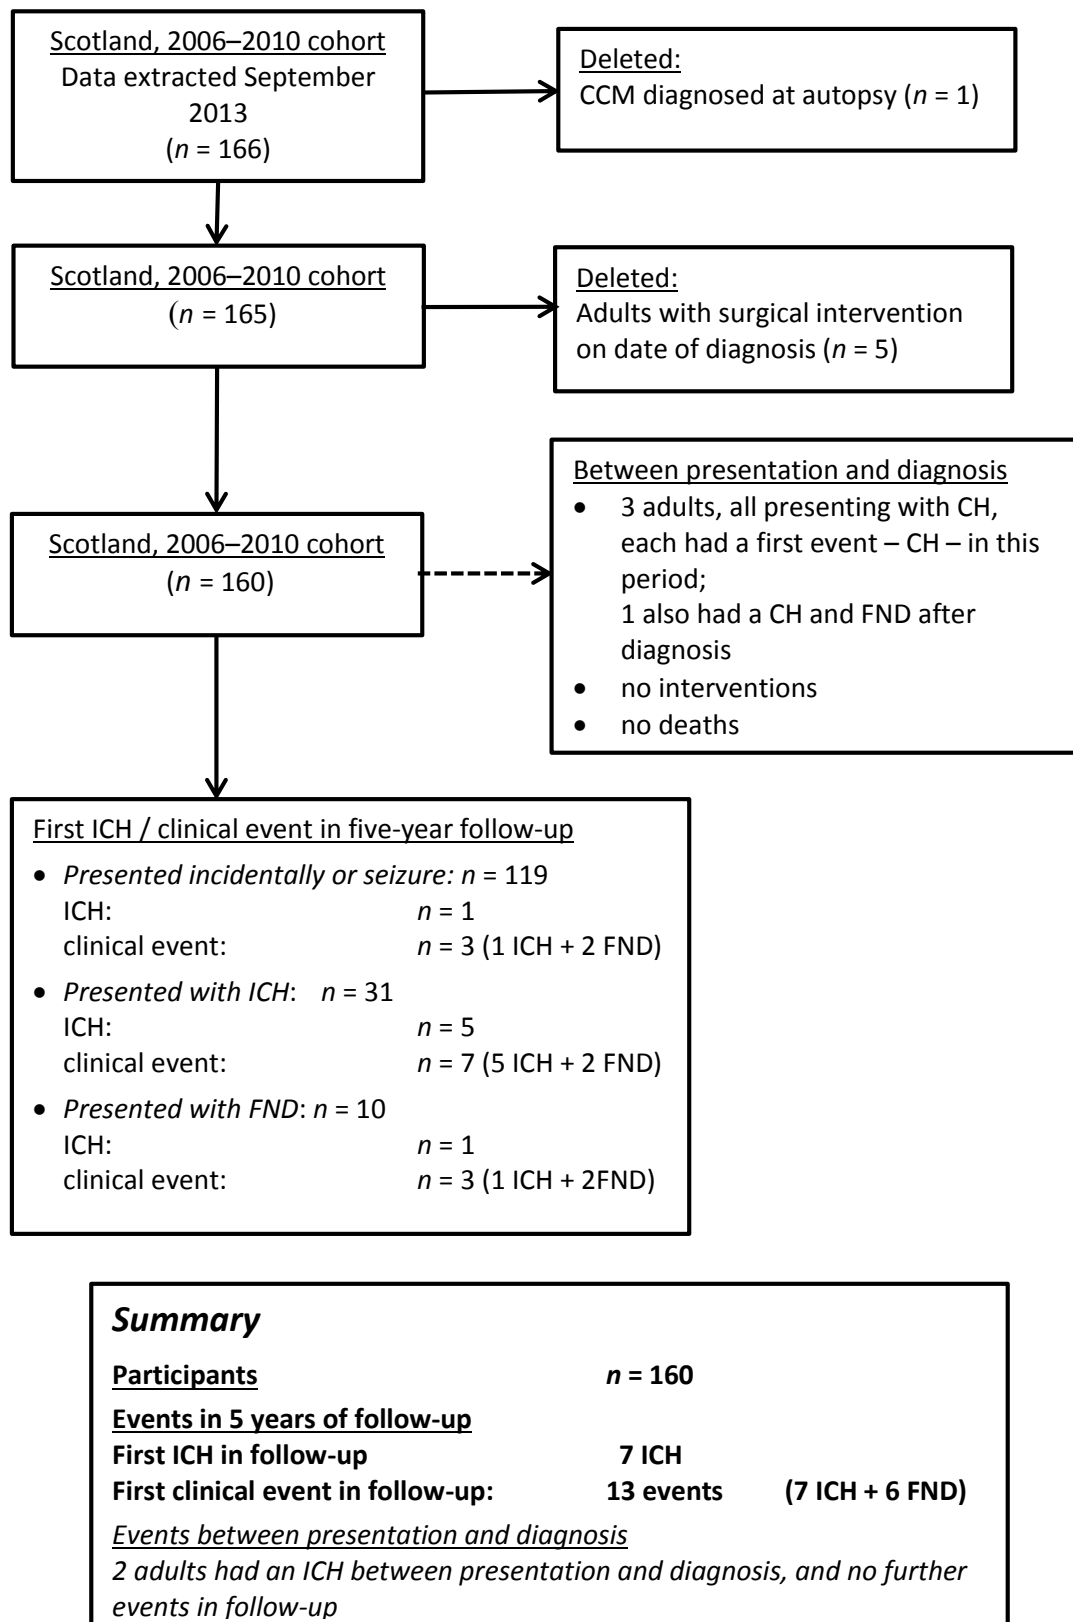 Scotland, 2006–2010 cohort
Data extracted September
2013
(n = 166)
Deleted:
CCM diagnosed at autopsy (n = 1)
Scotland, 2006–2010 cohort
(n = 165)
Deleted:
Adults with surgical intervention
on date of diagnosis (n = 5)
Scotland, 2006–2010 cohort
(n = 160)
Between presentation and diagnosis
• 3 adults, all presenting with CH,
each had a first event – CH – in this
period;
1 also had a CH and FND after
diagnosis
• no interventions
• no deaths
First ICH / clinical event in five-year follow-up
• Presented incidentally or seizure: n = 119
ICH: n = 1
clinical event: n = 3 (1 ICH + 2 FND)
• Presented with ICH: n = 31
ICH: n = 5
clinical event: n = 7 (5 ICH + 2 FND)
• Presented with FND: n = 10
ICH: n = 1
clinical event: n = 3 (1 ICH + 2FND)
Summary
Participants n = 160
Events in 5 years of follow-up
First ICH in follow-up 7 ICH
First clinical event in follow-up: 13 events (7 ICH + 6 FND)
Events between presentation and diagnosis
2 adults had an ICH between presentation and diagnosis, and no further
events in follow-up